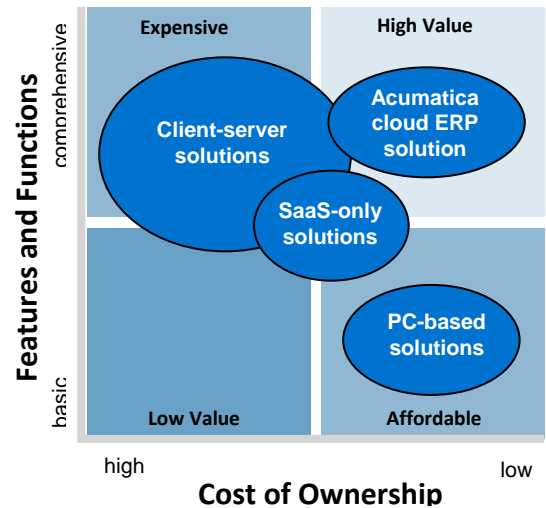 Expensive
High Value
Client-server
solutions
Acumatica
cloud ERP
solution
SaaS-only
solutions
PC-based
solutions
Low Value
Affordable
Features and Functions
comprehensive
basic
high
low
Cost of Ownership